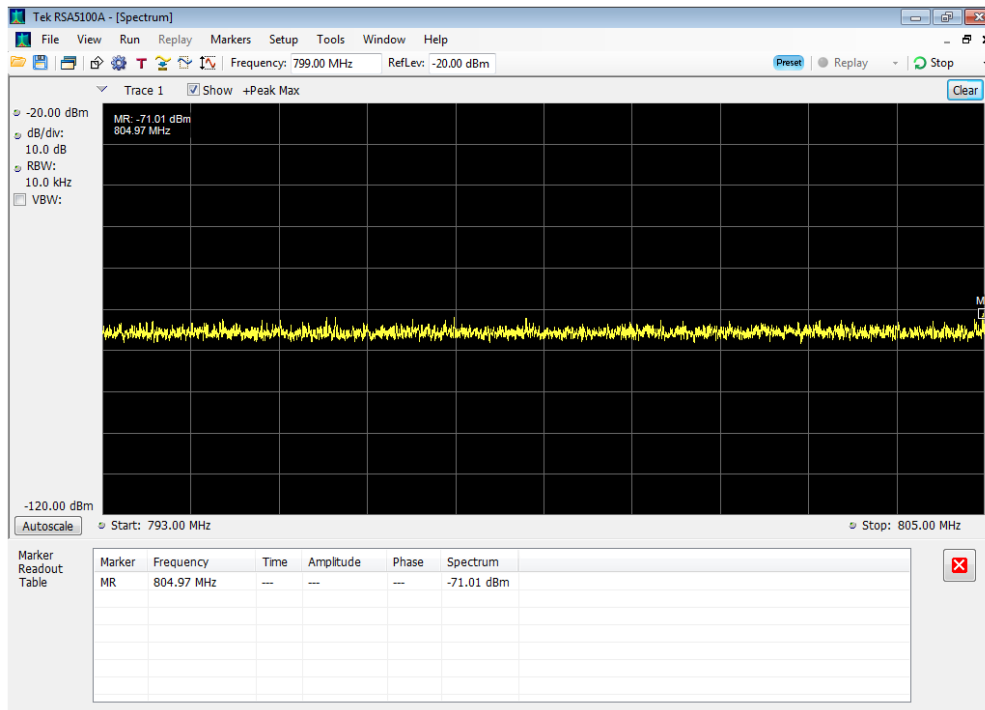 Tek RSA5100A - [Spectrum]
File View Run Replay Markers Setup Tools Window Help
T Frequency: 799.00 MHz RefLev: -20.00 dBm Preset Replay Stop
Trace 1 Show +Peak Max Clear
-20.00 dBm
dB/div:
10.0 dB
RBW:
10.0 kHz
VBW:
MR: -71.01 dBm
804.97 MHz
M
-120.00 dBm
Autoscale Start: 793.00 MHz Stop: 805.00 MHz
Marker
Readout
Table
Marker Frequency Time Amplitude Phase Spectrum
MR 804.97 MHz --- --- --- -71.01 dBm